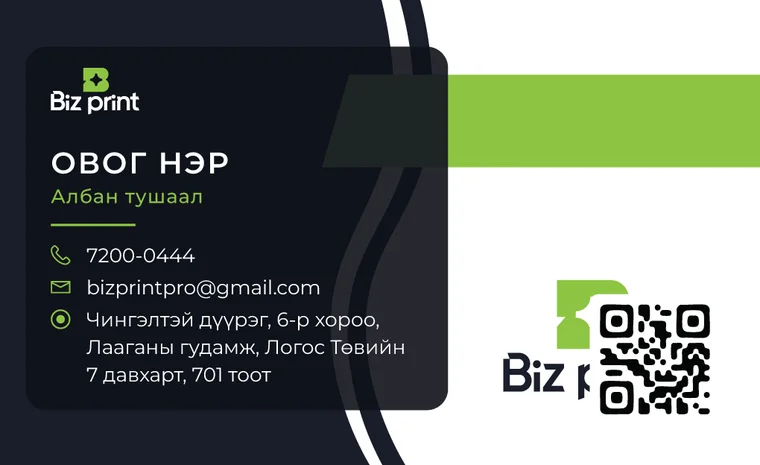 Biz print
ОВОГ НЭР
Албан тушаал
7200-0444
bizprintpro@gmail.com
Чингэлтэй дүүрэг, 6-р хороо,
Лааганы гудамж, Логос Төвийн
7 давхарт, 701 тоот
Biz p